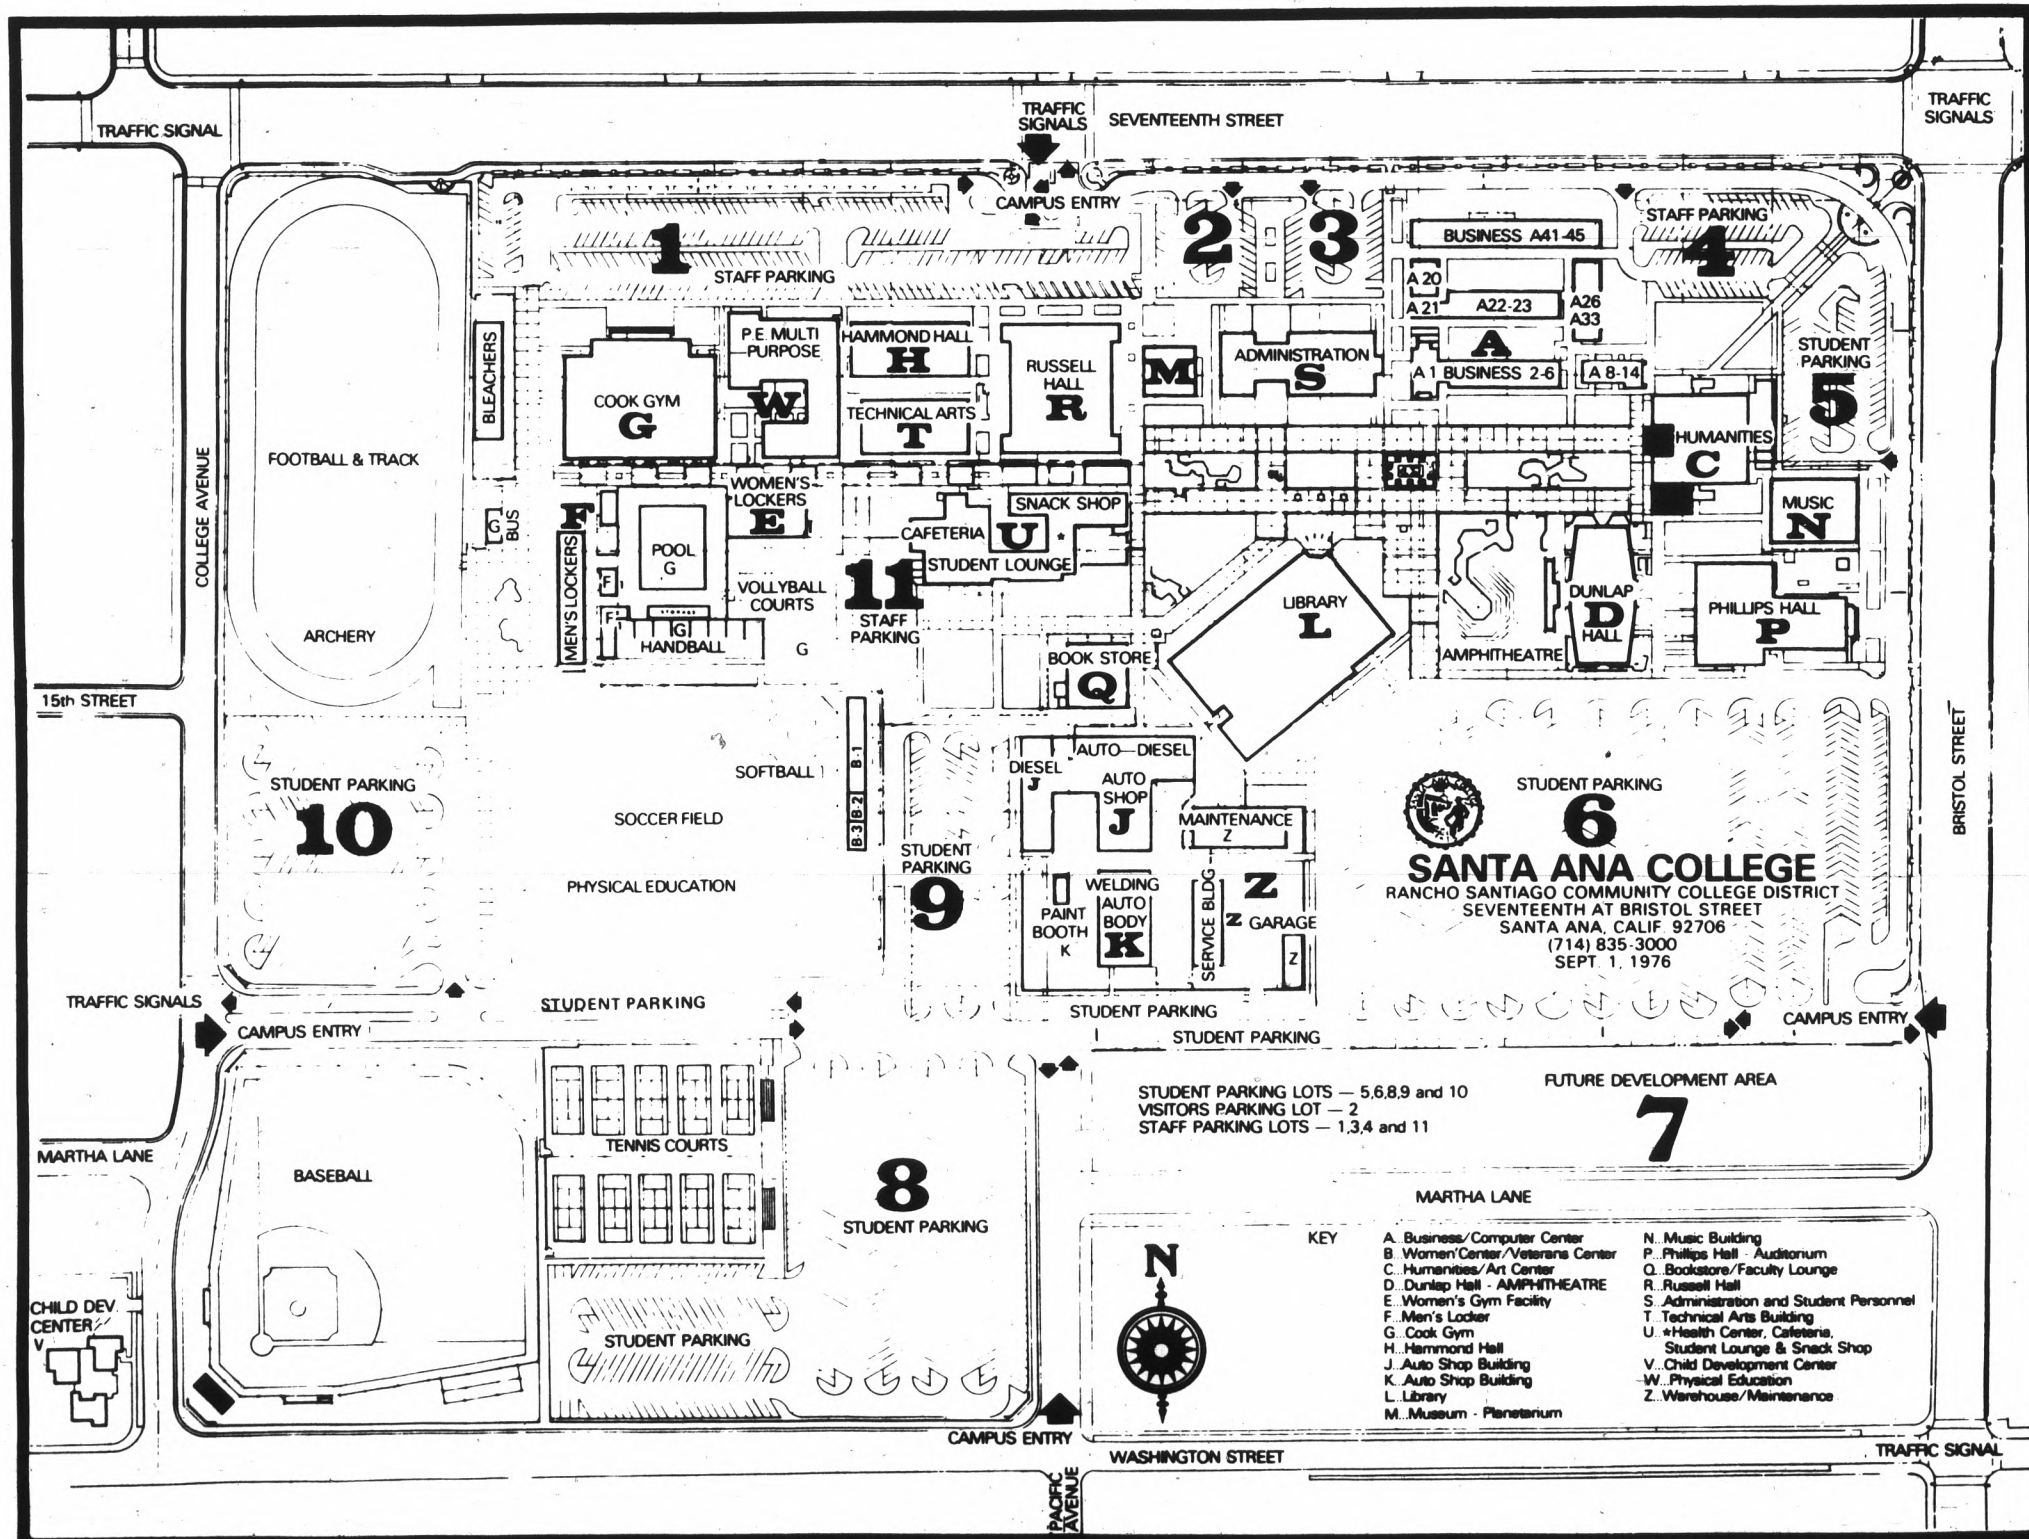 TRAFFIC SIGNAL
TRAFFIC
SIGNALS
SEVENTEENTH STREET
TRAFFIC
SIGNALS
CAMPUS ENTRY
1
STAFF PARKING
2
3
BUSINESS A41-45
STAFF PARKING
4
A 20
A 21
A22-23
A26
A33
BLEACHERS
COOK GYM
G
P.E. MULTI
PURPOSE
W
HAMMOND HALL
H
TECHNICAL ARTS
T
RUSSELL
HALL
R
M
ADMINISTRATION
S
A
A 1 BUSINESS 2-6
A 8-14
STUDENT
PARKING
5
HUMANITIES
C
MUSIC
N
COLLEGE AVENUE
FOOTBALL & TRACK
ARCHERY
G
BUS
F
MEN'S LOCKERS
F
F
POOL
G
G
HANDBALL
WOMEN'S
LOCKERS
E
VOLLYBALL
COURTS
G
11
STAFF
PARKING
SNACK SHOP
CAFETERIA
U
*
STUDENT LOUNGE
BOOK STORE
Q
LIBRARY
L
AMPHITHEATRE
DUNLAP
D
HALL
PHILLIPS HALL
P
15th STREET
STUDENT PARKING
10
SOFTBALL
B-1
B-2
B-3
SOCCER FIELD
PHYSICAL EDUCATION
STUDENT
PARKING
9
AUTO-DIESEL
DIESEL
J
AUTO
SHOP
J
MAINTENANCE
Z
WELDING
AUTO
BODY
K
PAINT
BOOTH
K
SERVICE BLDG
Z
Z GARAGE
Z
STUDENT PARKING
6
SANTA ANA COLLEGE
RANCHO SANTIAGO COMMUNITY COLLEGE DISTRICT
SEVENTEENTH AT BRISTOL STREET
SANTA ANA, CALIF. 92706
(714) 835-3000
SEPT. 1, 1976
BRISTOL STREET
TRAFFIC SIGNALS
CAMPUS ENTRY
STUDENT PARKING
STUDENT PARKING
STUDENT PARKING
CAMPUS ENTRY
STUDENT PARKING LOTS — 5,6,8,9 and 10
VISITORS PARKING LOT — 2
STAFF PARKING LOTS — 1,3,4 and 11
FUTURE DEVELOPMENT AREA
7
MARTHA LANE
BASEBALL
TENNIS COURTS
8
STUDENT PARKING
STUDENT PARKING
CHILD DEV.
CENTER
V
MARTHA LANE
N
KEY
A...Business/Computer Center
B...Women'Center/Veterans Center
C...Humanities/Art Center
D...Dunlap Hall - AMPHITHEATRE
E...Women's Gym Facility
F...Men's Locker
G...Cook Gym
H...Hammond Hall
J...Auto Shop Building
K...Auto Shop Building
L...Library
M...Museum - Planetarium
N...Music Building
P...Phillips Hall - Auditorium
Q...Bookstore/Faculty Lounge
R...Russell Hall
S...Administration and Student Personnel
T...Technical Arts Building
U...*Health Center, Cafeteria,
Student Lounge & Snack Shop
V...Child Development Center
W...Physical Education
Z...Warehouse/Maintenance
CAMPUS ENTRY
WASHINGTON STREET
TRAFFIC SIGNAL
PACIFIC
AVENUE